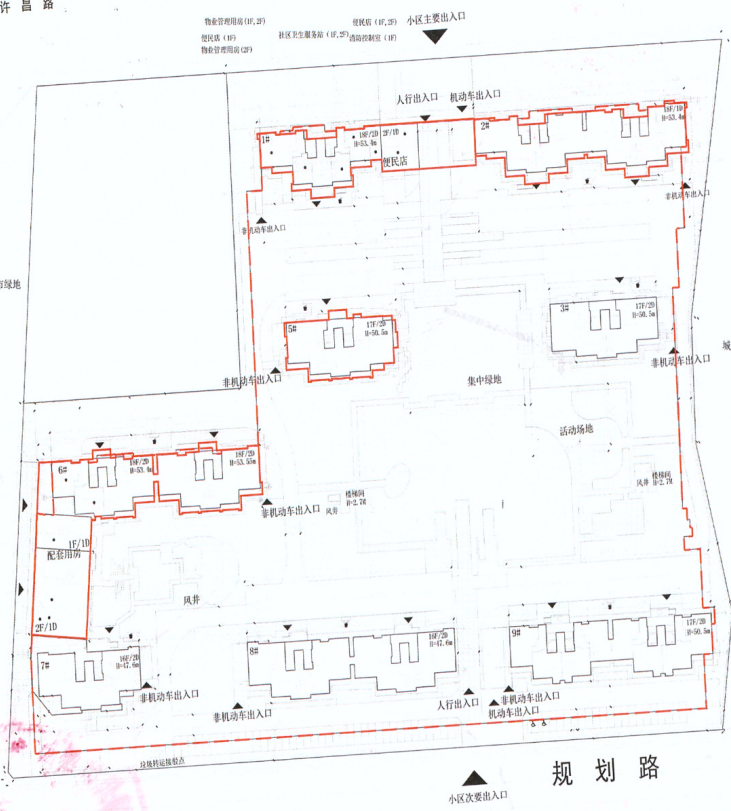 许昌路
物业管理用房(1F,2F)
便民店(1F,2F)
小区主要出入口
便民店(1F)
社区卫生服务站(1F,2F)
消防控制室(1F)
物业管理用房(2F)
人行出入口
机动车出入口
1#
18F/2D
H=53.4m
2F/1D
便民店
2#
18F/1D
H=53.4m
非机动车出入口
非机动车出入口
市绿地
5#
17F/2D
H=50.5m
3#
17F/2D
H=50.5m
城
非机动车出入口
非机动车出入口
集中绿地
活动场地
6#
18F/2D
H=53.4m
18F/2D
H=53.55m
楼梯间
H=2.7M
风井
楼梯间
H=2.7M
风井
非机动车出入口
1F/1D
配套用房
风井
2F/1D
7#
16F/2D
H=47.6m
8#
16F/2D
H=47.6m
9#
17F/2D
H=50.5m
非机动车出入口
非机动车出入口
人行出入口
非机动车出入口
机动车出入口
垃圾转运接驳点
规划路
小区次要出入口